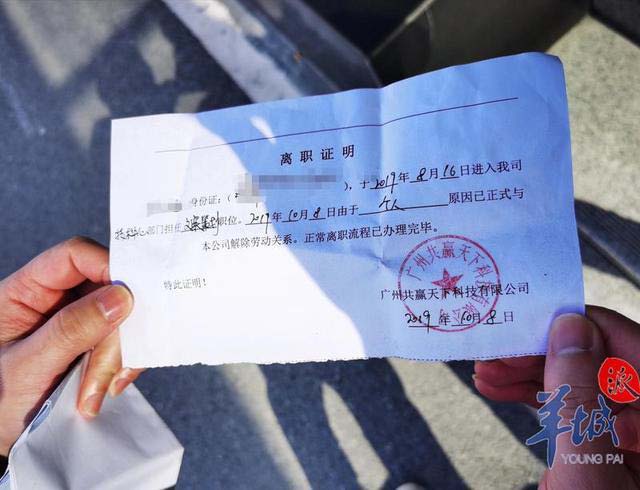 离职证明
身份证:(
),于2019年8月16日进入我司
部门担任
职位。2019年10月8日由于 个人 原因已正式与
本公司解除劳动关系。正常离职流程已办理完毕。
特此证明!
广州共赢天下科技有限公司
广州共赢天下科技有限公司
2019年10月8日
羊城派
YOUNG PAI